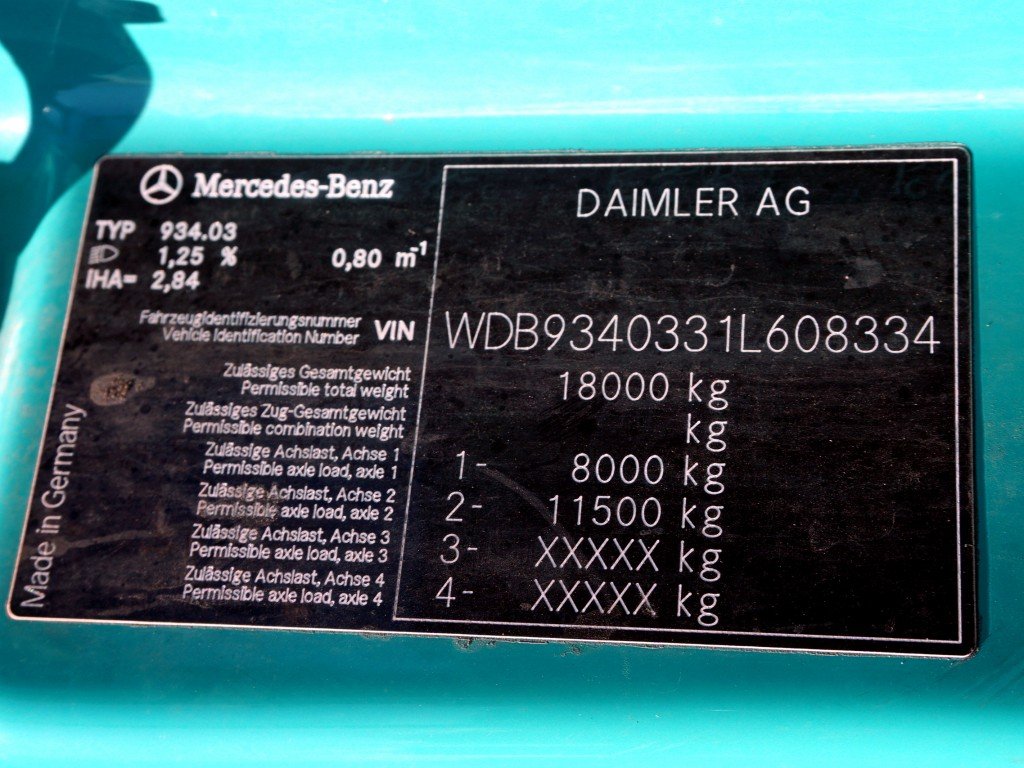 Mercedes-Benz
DAIMLER AG
TYP 934.03
1,25 % 0,80 m⁻¹
IHA= 2,84
Fahrzeugidentifizierungsnummer
Vehicle Identification Number VIN WDB9340331L608334
Zulässiges Gesamtgewicht
Permissible total weight 18000 kg
Zulässiges Zug-Gesamtgewicht
Permissible combination weight kg
Zulässige Achslast, Achse 1
Permissible axle load, axle 1 1- 8000 kg
Zulässige Achslast, Achse 2
Permissible axle load, axle 2 2- 11500 kg
Zulässige Achslast, Achse 3
Permissible axle load, axle 3 3- XXXXX kg
Zulässige Achslast, Achse 4
Permissible axle load, axle 4 4- XXXXX kg
Made in Germany